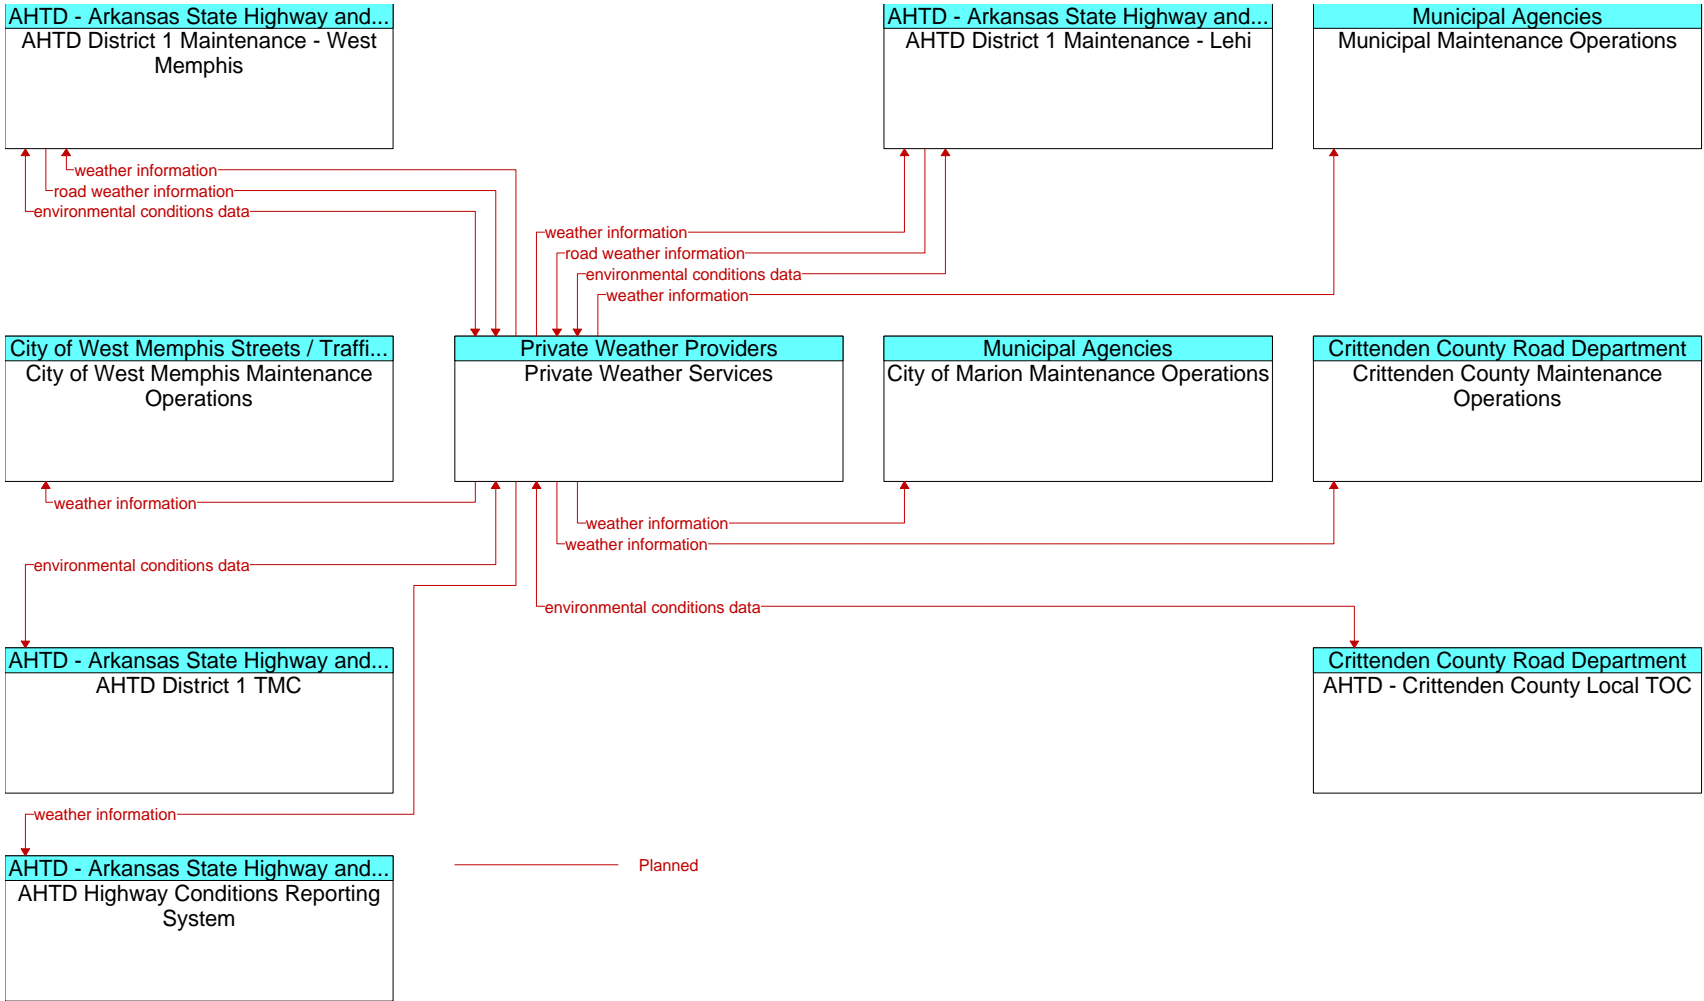 AHTD - Arkansas State Highway and...
AHTD District 1 Maintenance - West
Memphis
AHTD - Arkansas State Highway and...
AHTD District 1 Maintenance - Lehi
Municipal Agencies
Municipal Maintenance Operations
weather information
road weather information
environmental conditions data
weather information
road weather information
environmental conditions data
weather information
City of West Memphis Streets / Traffi...
City of West Memphis Maintenance
Operations
Private Weather Providers
Private Weather Services
Municipal Agencies
City of Marion Maintenance Operations
Crittenden County Road Department
Crittenden County Maintenance
Operations
weather information
weather information
weather information
environmental conditions data
environmental conditions data
AHTD - Arkansas State Highway and...
AHTD District 1 TMC
Crittenden County Road Department
AHTD - Crittenden County Local TOC
weather information
AHTD - Arkansas State Highway and...
AHTD Highway Conditions Reporting
System
Planned